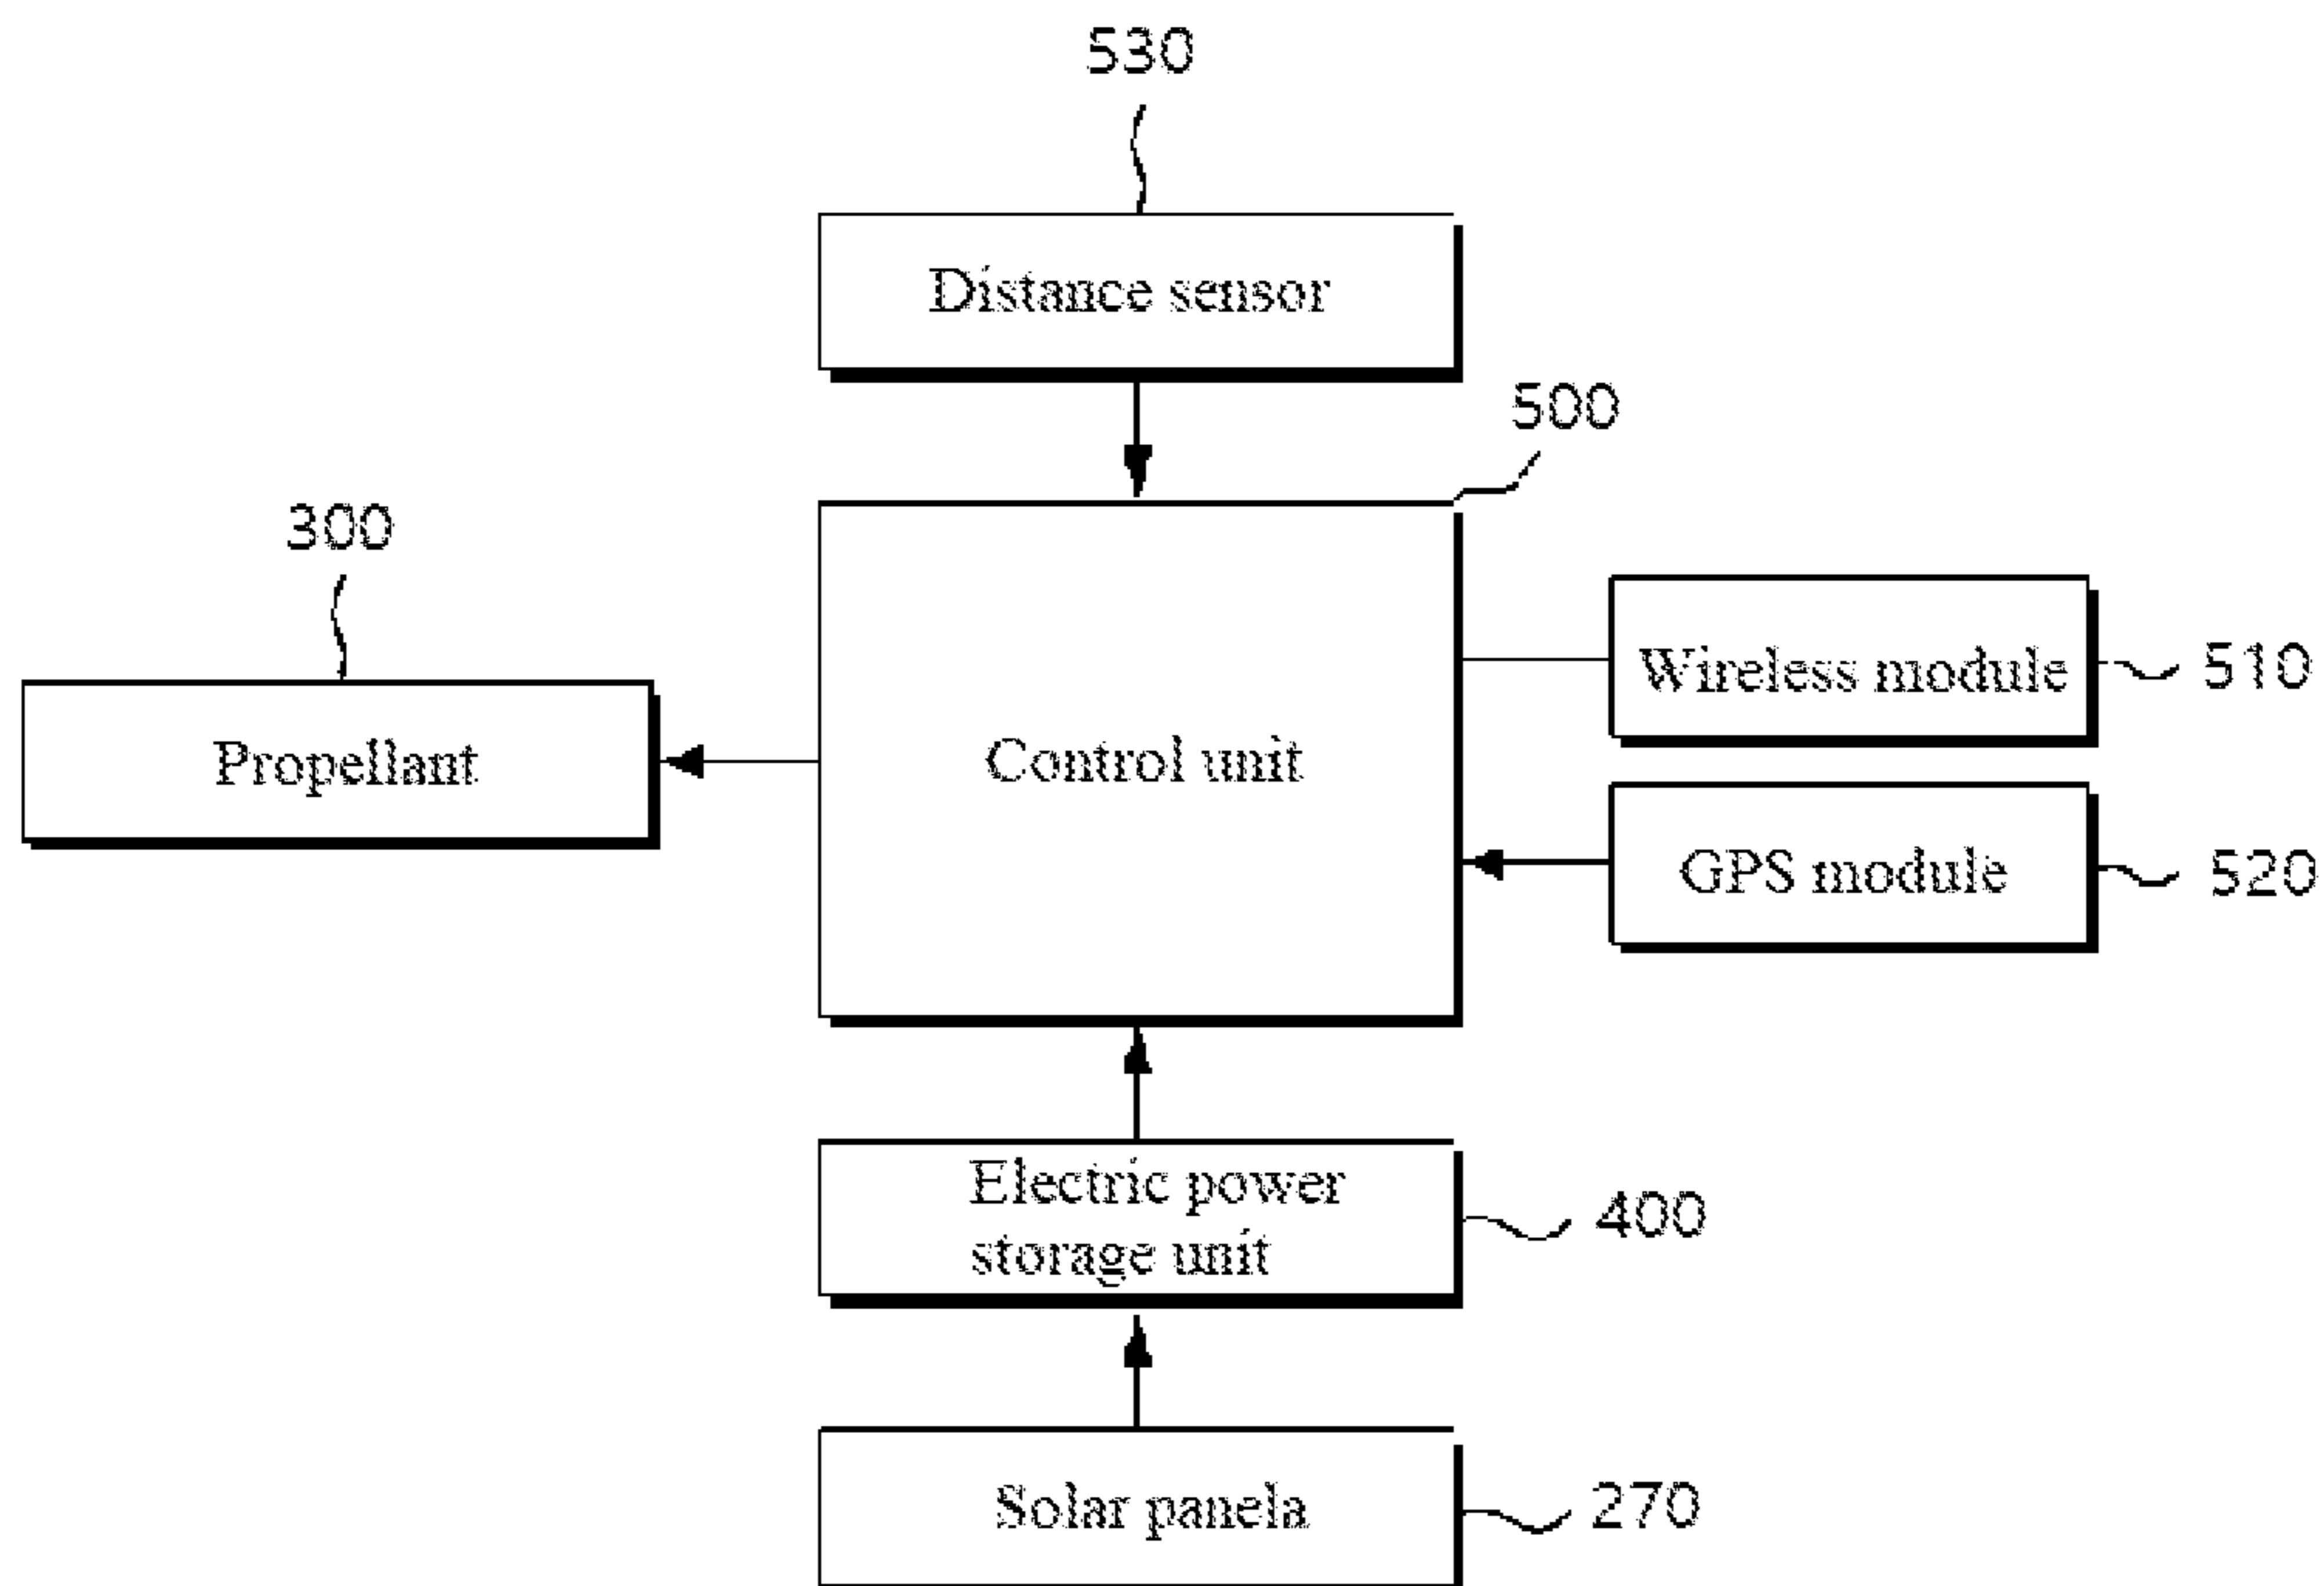 530
Distance sensor
500
300
Wireless module 510
Propellant
Control unit
GPS module 520
Electric power
storage unit
400
Solar panela 270